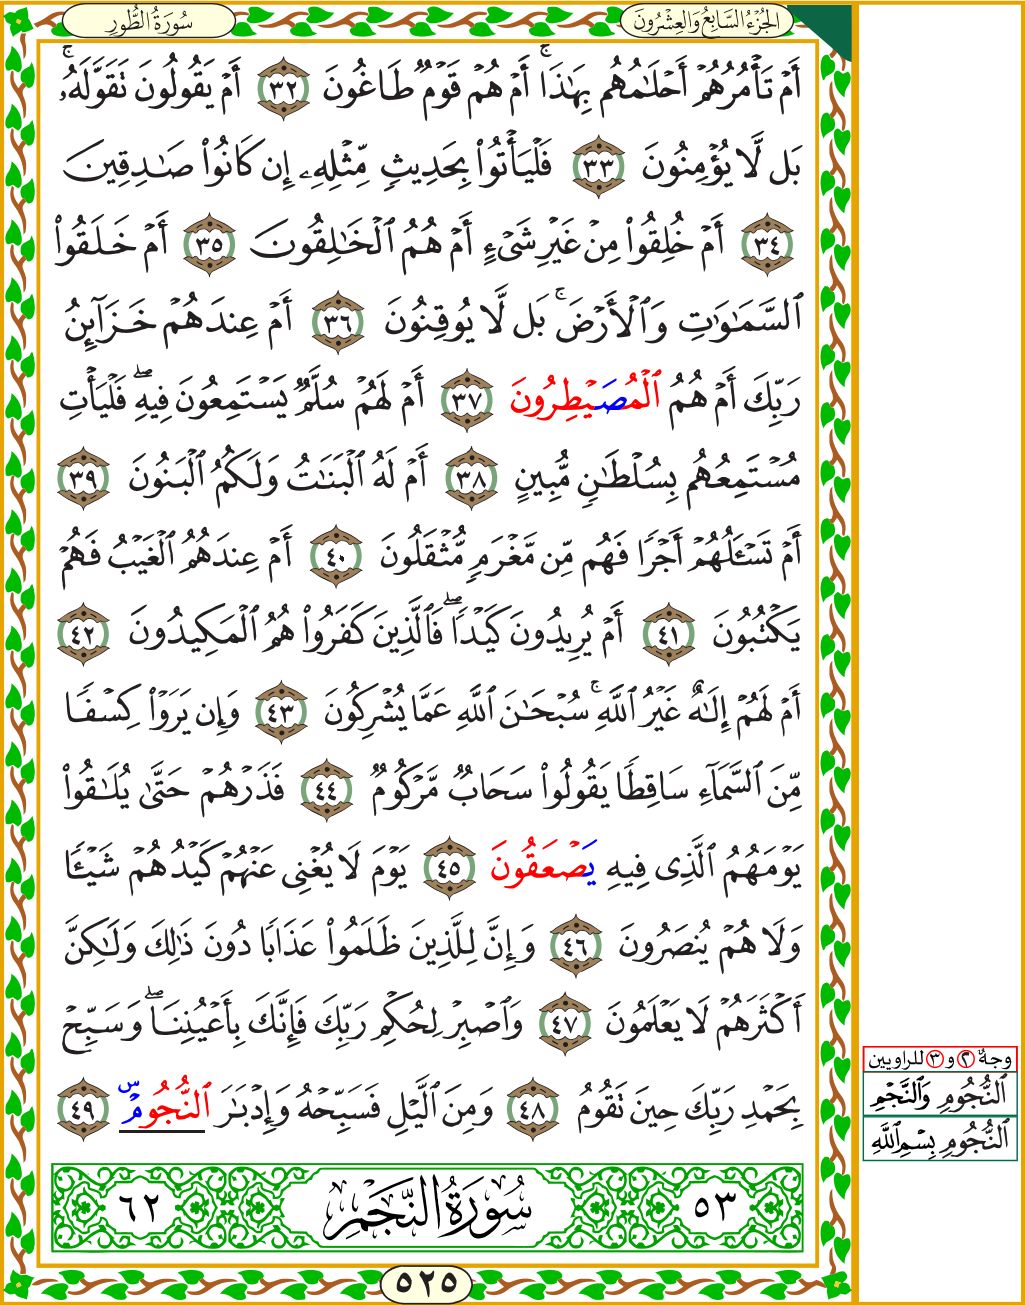 سُورَةُ الطُّورِ
الجُزْءُ السَّابِعُ وَالعِشْرُونَ
أَمۡ تَأۡمُرُهُمۡ أَحۡلَٰمُهُم بِهَٰذَاۚ أَمۡ هُمۡ قَوۡمٞ طَاغُونَ ٣٢ أَمۡ يَقُولُونَ تَقَوَّلَهُۥۚ
بَل لَّا يُؤۡمِنُونَ ٣٣ فَلۡيَأۡتُواْ بِحَدِيثٖ مِّثۡلِهِۦٓ إِن كَانُواْ صَٰدِقِينَ
٣٤ أَمۡ خُلِقُواْ مِنۡ غَيۡرِ شَيۡءٍ أَمۡ هُمُ ٱلۡخَٰلِقُونَ ٣٥ أَمۡ خَلَقُواْ
ٱلسَّمَٰوَٰتِ وَٱلۡأَرۡضَۚ بَل لَّا يُوقِنُونَ ٣٦ أَمۡ عِندَهُمۡ خَزَآئِنُ
رَبِّكَ أَمۡ هُمُ ٱلۡمُصَيۡطِرُونَ ٣٧ أَمۡ لَهُمۡ سُلَّمٞ يَسۡتَمِعُونَ فِيهِۖ فَلۡيَأۡتِ
مُسۡتَمِعُهُم بِسُلۡطَٰنٖ مُّبِينٍ ٣٨ أَمۡ لَهُ ٱلۡبَنَٰتُ وَلَكُمُ ٱلۡبَنُونَ ٣٩
أَمۡ تَسۡـَٔلُهُمۡ أَجۡرٗا فَهُم مِّن مَّغۡرَمٖ مُّثۡقَلُونَ ٤٠ أَمۡ عِندَهُمُ ٱلۡغَيۡبُ فَهُمۡ
يَكۡتُبُونَ ٤١ أَمۡ يُرِيدُونَ كَيۡدٗاۖ فَٱلَّذِينَ كَفَرُواْ هُمُ ٱلۡمَكِيدُونَ ٤٢
أَمۡ لَهُمۡ إِلَٰهٌ غَيۡرُ ٱللَّهِۚ سُبۡحَٰنَ ٱللَّهِ عَمَّا يُشۡرِكُونَ ٤٣ وَإِن يَرَوۡاْ كِسۡفٗا
مِّنَ ٱلسَّمَآءِ سَاقِطٗا يَقُولُواْ سَحَابٞ مَّرۡكُومٞ ٤٤ فَذَرۡهُمۡ حَتَّىٰ يُلَٰقُواْ
يَوۡمَهُمُ ٱلَّذِي فِيهِ يَصۡعَقُونَ ٤٥ يَوۡمَ لَا يُغۡنِي عَنۡهُمۡ كَيۡدُهُمۡ شَيۡـٔٗا
وَلَا هُمۡ يُنصَرُونَ ٤٦ وَإِنَّ لِلَّذِينَ ظَلَمُواْ عَذَابٗا دُونَ ذَٰلِكَ وَلَٰكِنَّ
أَكۡثَرَهُمۡ لَا يَعۡلَمُونَ ٤٧ وَٱصۡبِرۡ لِحُكۡمِ رَبِّكَ فَإِنَّكَ بِأَعۡيُنِنَاۖ وَسَبِّحۡ
بِحَمۡدِ رَبِّكَ حِينَ تَقُومُ ٤٨ وَمِنَ ٱلَّيۡلِ فَسَبِّحۡهُ وَإِدۡبَٰرَ ٱلنُّجُومِ س ٤٩
وجهٌ ٢ و ٣ للراويين
ٱلنُّجُومِ وَٱلنَّجۡمِ
ٱلنُّجُومِ بِسۡمِ ٱللَّهِ
٥٣ سُورَةُ النَّجْمِ ٦٢
٥٢٥